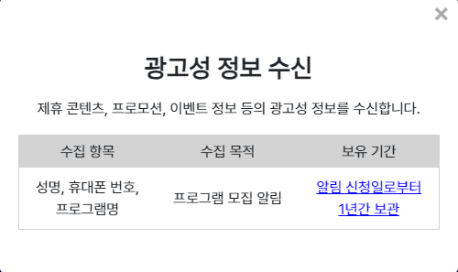 광고성 정보 수신
제휴 콘텐츠, 프로모션, 이벤트 정보 등의 광고성 정보를 수신합니다.
수집 항목 수집 목적 보유 기간
성명, 휴대폰 번호,
프로그램명
프로그램 모집 알림
알림 신청일로부터
1년간 보관